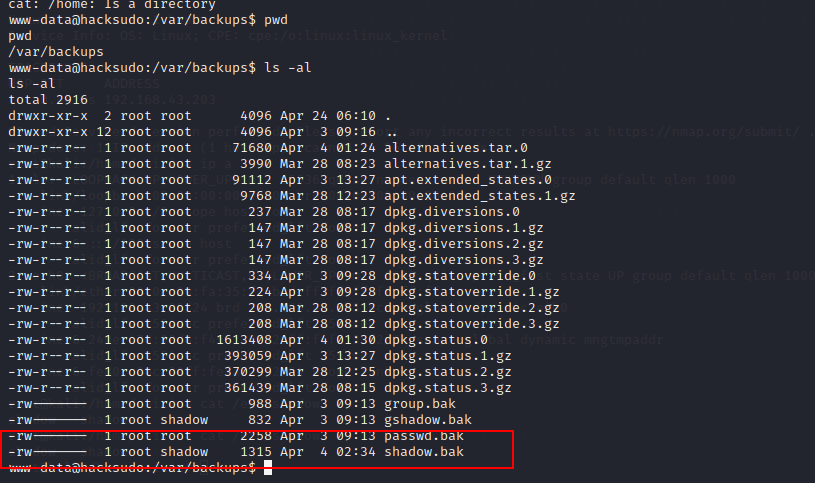 cat: /home: Is a directory
www-data@hacksudo:/var/backups$ pwd
pwd
/var/backups
www-data@hacksudo:/var/backups$ ls -al
ls -al
total 2916
drwxr-xr-x  2 root root      4096 Apr 24 06:10 .
drwxr-xr-x 12 root root      4096 Apr  3 09:16 ..
-rw-r--r--  1 root root     71680 Apr  4 01:24 alternatives.tar.0
-rw-r--r--  1 root root      3990 Mar 28 08:23 alternatives.tar.1.gz
-rw-r--r--  1 root root     91112 Apr  3 13:27 apt.extended_states.0
-rw-r--r--  1 root root      9768 Mar 28 12:23 apt.extended_states.1.gz
-rw-r--r--  1 root root       237 Mar 28 08:17 dpkg.diversions.0
-rw-r--r--  1 root root       147 Mar 28 08:17 dpkg.diversions.1.gz
-rw-r--r--  1 root root       147 Mar 28 08:17 dpkg.diversions.2.gz
-rw-r--r--  1 root root       147 Mar 28 08:17 dpkg.diversions.3.gz
-rw-r--r--  1 root root       334 Apr  3 09:28 dpkg.statoverride.0
-rw-r--r--  1 root root       224 Apr  3 09:28 dpkg.statoverride.1.gz
-rw-r--r--  1 root root       208 Mar 28 08:12 dpkg.statoverride.2.gz
-rw-r--r--  1 root root       208 Mar 28 08:12 dpkg.statoverride.3.gz
-rw-r--r--  1 root root   1613408 Apr  4 01:30 dpkg.status.0
-rw-r--r--  1 root root    393059 Apr  3 13:27 dpkg.status.1.gz
-rw-r--r--  1 root root    370299 Mar 28 12:25 dpkg.status.2.gz
-rw-r--r--  1 root root    361439 Mar 28 08:15 dpkg.status.3.gz
-rw-------  1 root root       988 Apr  3 09:13 group.bak
-rw-------  1 root shadow     832 Apr  3 09:13 gshadow.bak
-rw-------  1 root root      2258 Apr  3 09:13 passwd.bak
-rw-------  1 root shadow    1315 Apr  4 02:34 shadow.bak
www-data@hacksudo:/var/backups$